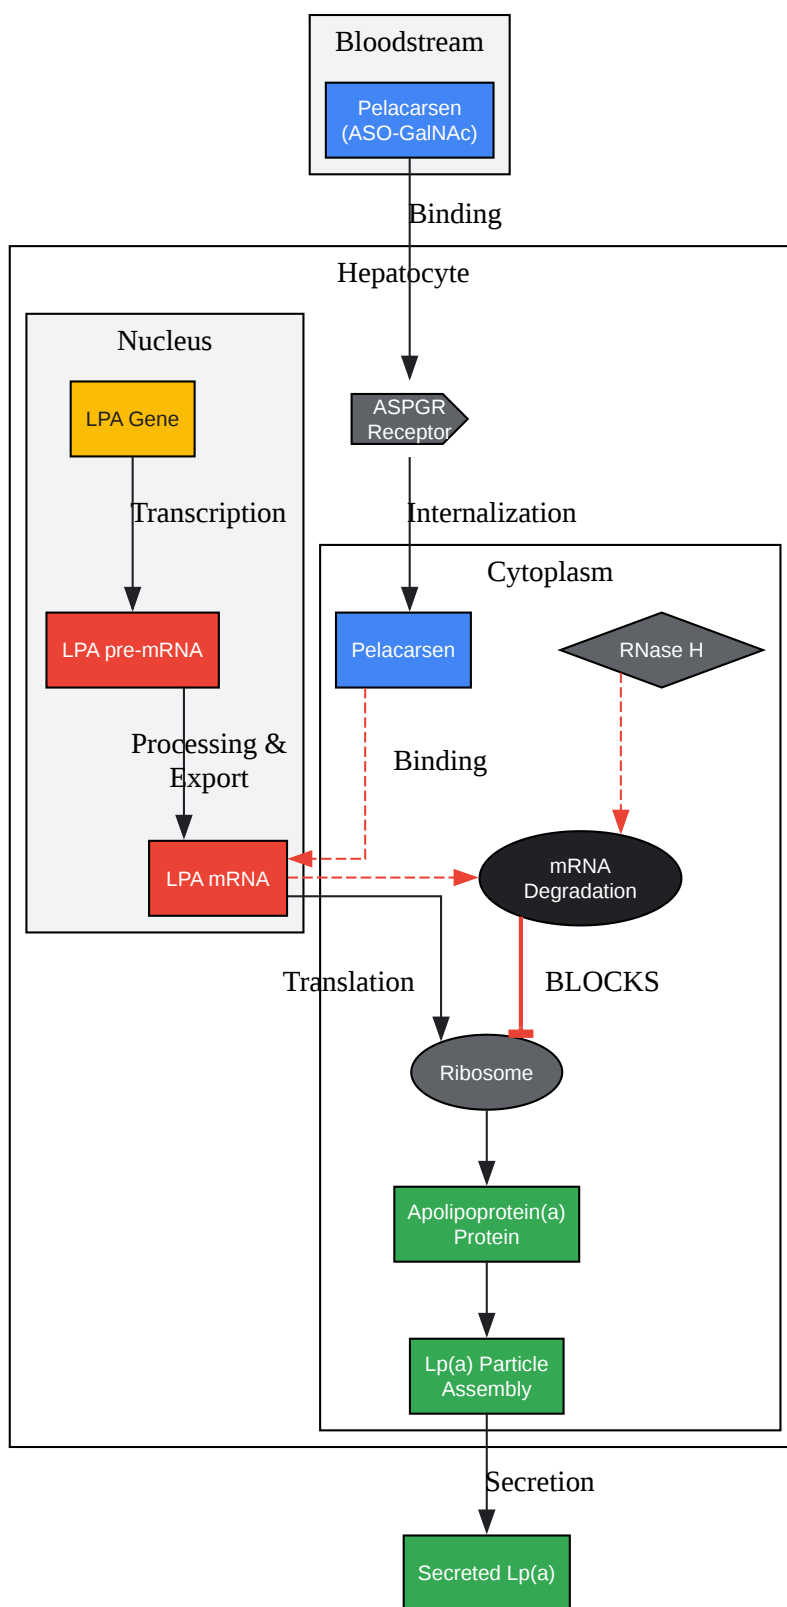 Bloodstream
Pelacarsen
(ASO-GalNAc)
Binding
Hepatocyte
Nucleus
LPA Gene
ASPGR
Receptor
Transcription
Internalization
Cytoplasm
LPA pre-mRNA
Pelacarsen
RNase H
Processing &
Export
Binding
LPA mRNA
mRNA
Degradation
Translation
BLOCKS
Ribosome
Apolipoprotein(a)
Protein
Lp(a) Particle
Assembly
Secretion
Secreted Lp(a)